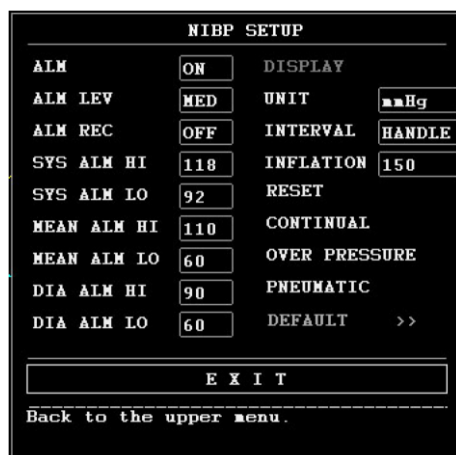 NIBP SETUP
ALM ON DISPLAY
ALM LEV MED UNIT mmHg
ALM REC OFF INTERVAL HANDLE
SYS ALM HI 118 INFLATION 150
SYS ALM LO 92 RESET
MEAN ALM HI 110 CONTINUAL
MEAN ALM LO 60 OVER PRESSURE
DIA ALM HI 90 PNEUMATIC
DIA ALM LO 60 DEFAULT >>
E X I T
Back to the upper menu.